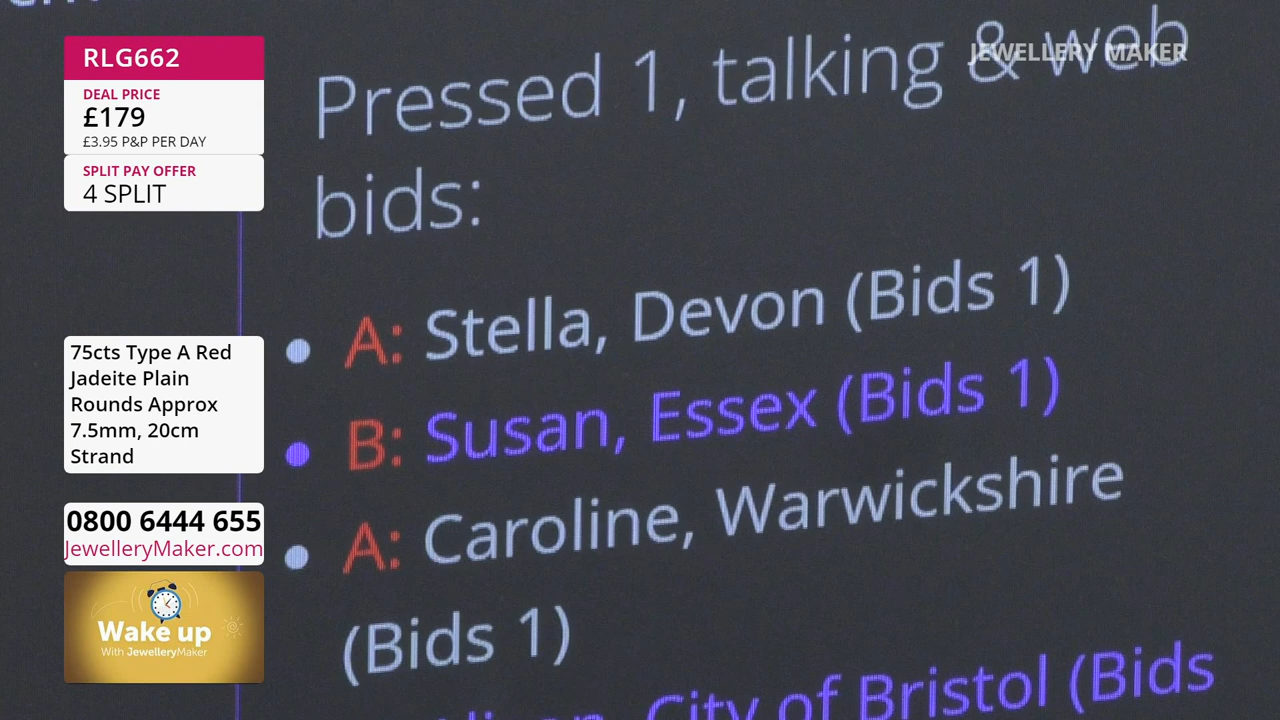 RLG662
DEAL PRICE
£179
£3.95 P&P PER DAY
SPLIT PAY OFFER
4 SPLIT
75cts Type A Red
Jadeite Plain
Rounds Approx
7.5mm, 20cm
Strand
0800 6444 655
JewelleryMaker.com
Wake up
With JewelleryMaker
JEWELLERY MAKER
Pressed 1, talking & web
bids:
A: Stella, Devon (Bids 1)
B: Susan, Essex (Bids 1)
A: Caroline, Warwickshire
(Bids 1)
City of Bristol (Bids